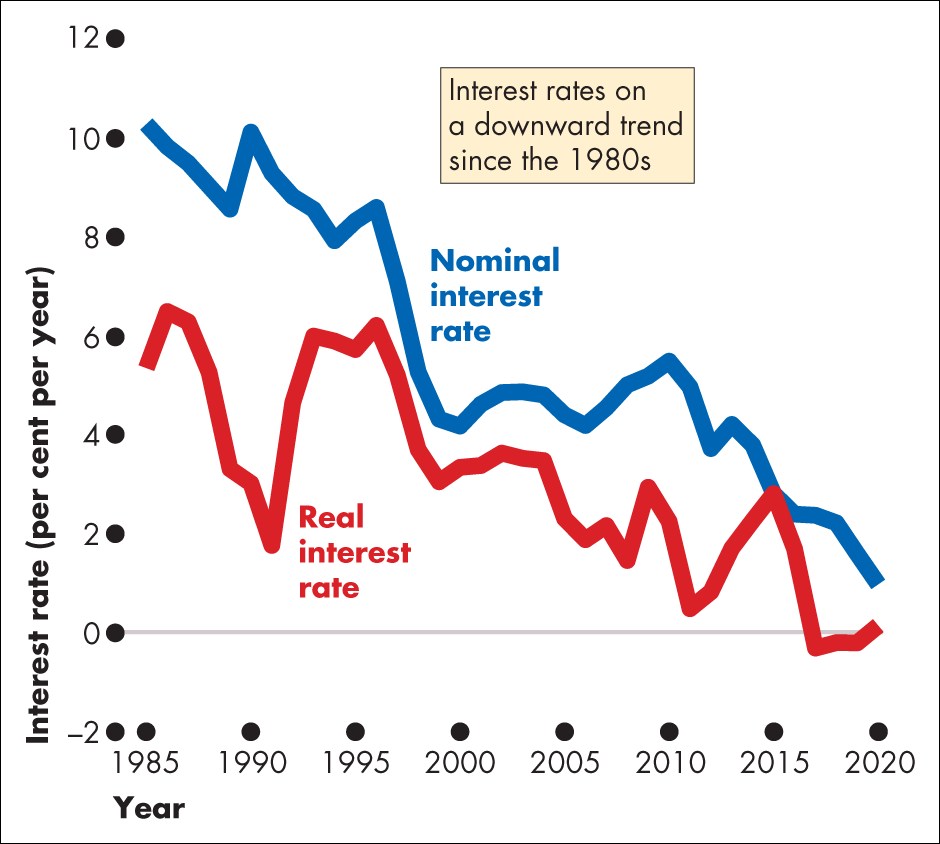 12
10
8
6
4
2
0
–2
Interest rate (per cent per year)
Interest rates on
a downward trend
since the 1980s
Nominal
interest
rate
Real
interest
rate
1985 1990 1995 2000 2005 2010 2015 2020
Year